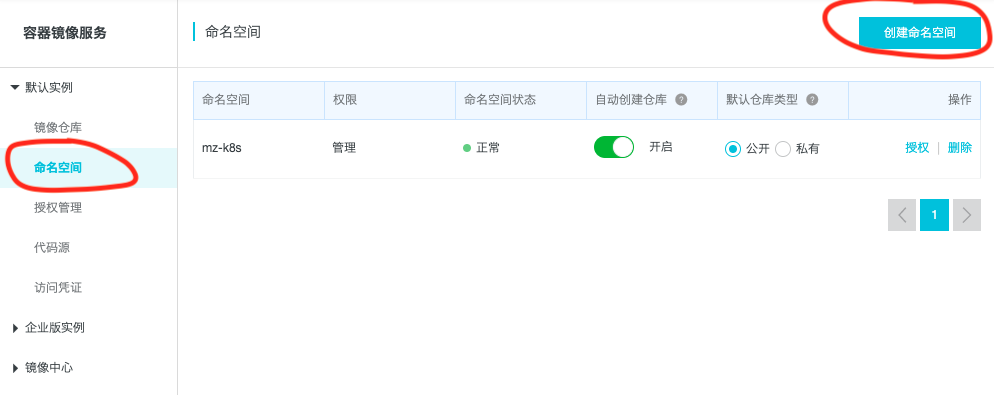 容器镜像服务
命名空间
创建命名空间
默认实例
镜像仓库
命名空间
授权管理
代码源
访问凭证
企业版实例
镜像中心
命名空间 权限 命名空间状态 自动创建仓库 ? 默认仓库类型 ? 操作
mz-k8s 管理 正常 开启 公开 私有 授权 | 删除
1